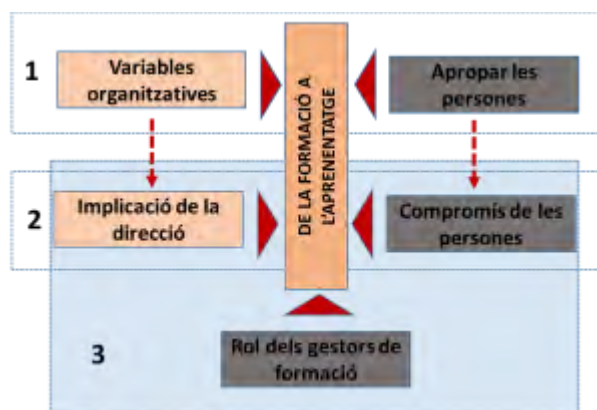 1
Variables
organitzatives
Apropar les
persones
DE LA FORMACIÓ A
L'APRENENTATGE
2
Implicació de la
direcció
Compromís de les
persones
3
Rol dels gestors de
formació